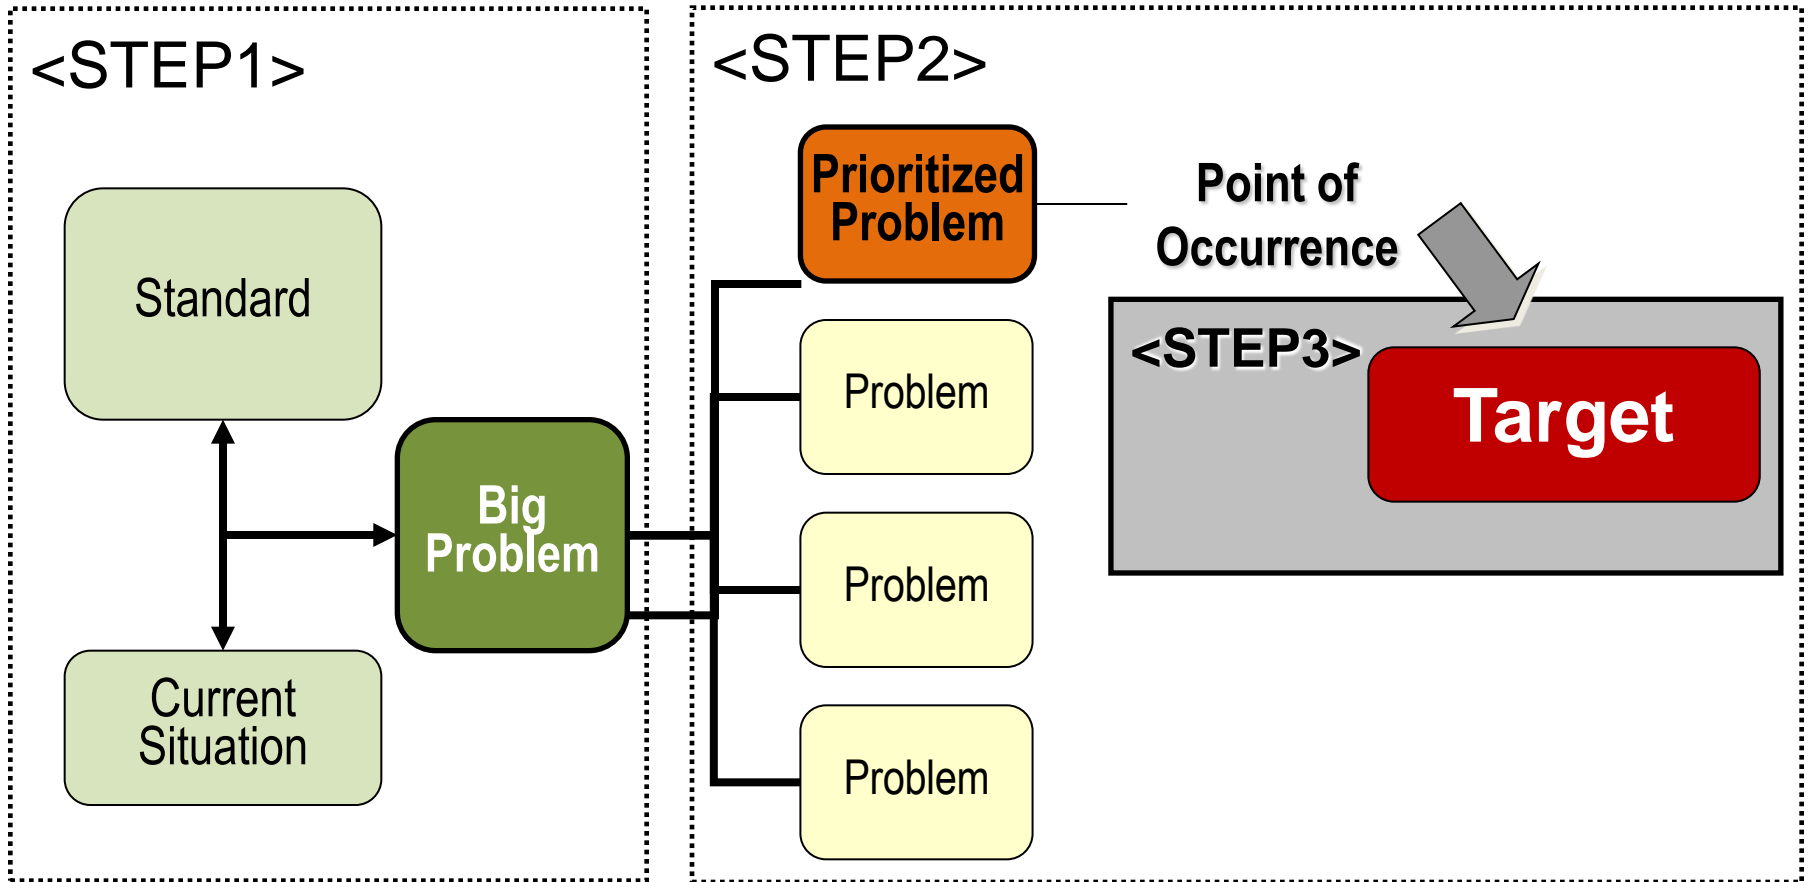 <STEP1>
Standard
Current
Situation
Big
Problem
<STEP2>
Prioritized
Problem
Problem
Problem
Problem
Point of
Occurrence
<STEP3>
Target